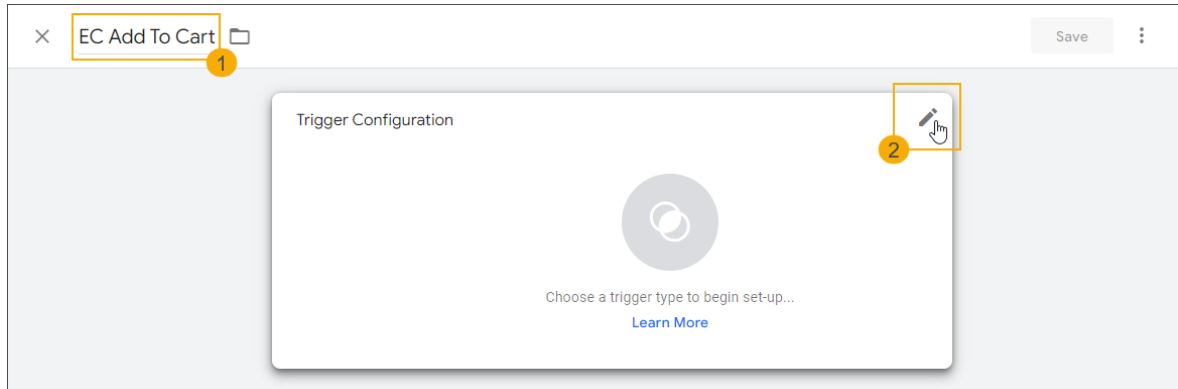 EC Add To Cart
Save
1
Trigger Configuration
2
Choose a trigger type to begin set-up...
Learn More